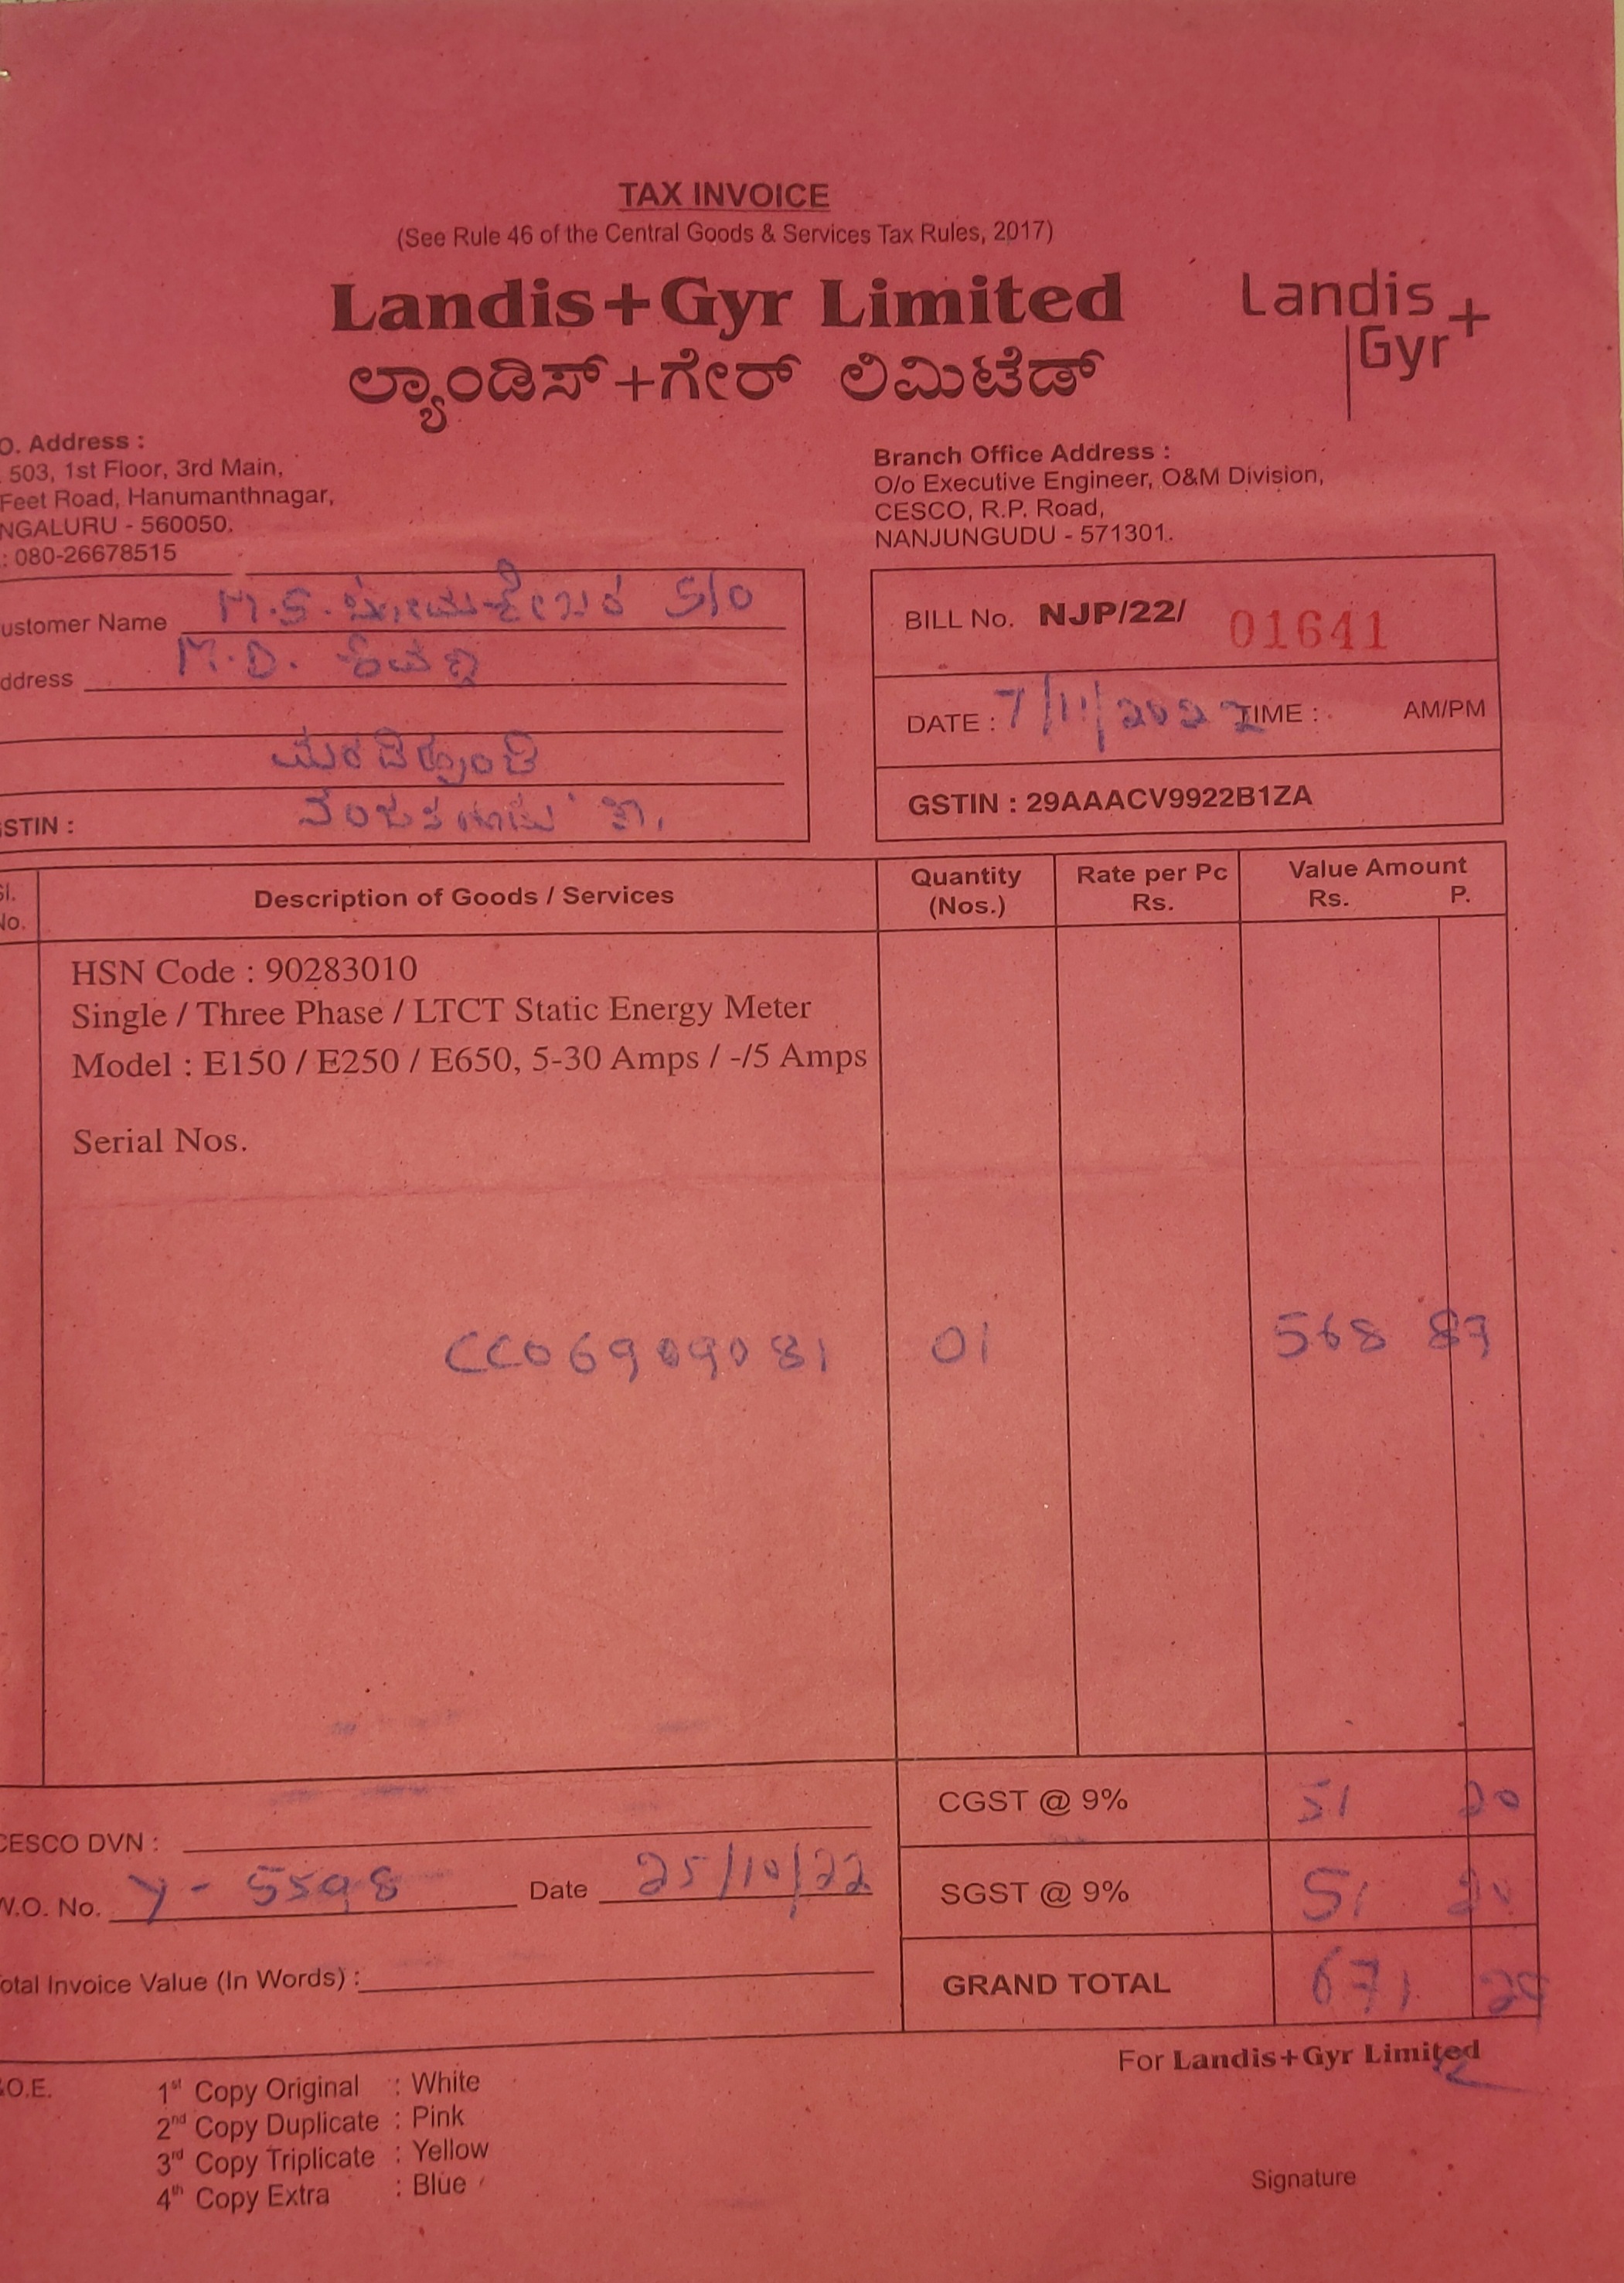 TAX INVOICE
(See Rule 46 of the Central Goods & Services Tax Rules, 2017)
Landis+Gyr Limited
ಲ್ಯಾಂಡಿಸ್+ಗೇರ್ ಲಿಮಿಟೆಡ್
Landis
Gyr+
O. Address :
503, 1st Floor, 3rd Main,
Feet Road, Hanumanthnagar,
NGALURU - 560050.
: 080-26678515
Branch Office Address :
O/o Executive Engineer, O&M Division,
CESCO, R.P. Road,
NANJUNGUDU - 571301.
ustomer Name M.S. S/O
ddress M.D.
STIN :
BILL No. NJP/22/ 01641
DATE : 7/11/2022 TIME : AM/PM
GSTIN : 29AAACV9922B1ZA
Sl. No. Description of Goods / Services Quantity (Nos.) Rate per Pc Rs. Value Amount Rs. P.
HSN Code : 90283010
Single / Three Phase / LTCT Static Energy Meter
Model : E150 / E250 / E650, 5-30 Amps / -/5 Amps
Serial Nos.
CC06909081 01 568 87
CGST @ 9% 51 20
CESCO DVN :
W.O. No. Date 25/10/22
SGST @ 9% 51
otal Invoice Value (In Words) :
GRAND TOTAL 671
For Landis+Gyr Limited
.O.E.
1st Copy Original : White
2nd Copy Duplicate : Pink
3rd Copy Triplicate : Yellow
4th Copy Extra : Blue
Signature